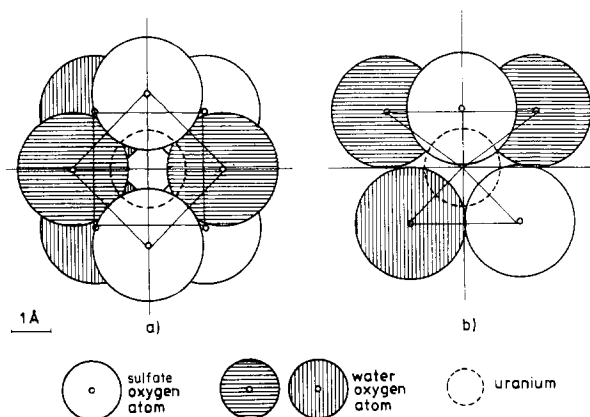 1 Å
a)
b)
sulfate
oxygen
atom
water
oxygen
atom
uranium